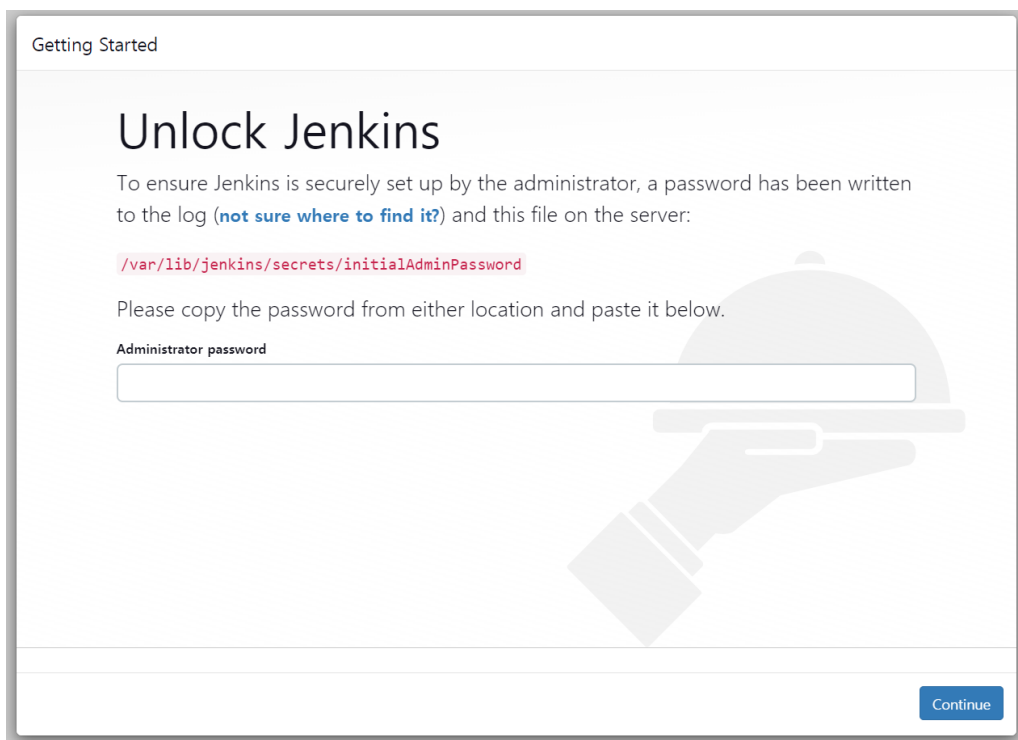 Getting Started
Unlock Jenkins
To ensure Jenkins is securely set up by the administrator, a password has been written
to the log (not sure where to find it?) and this file on the server:
/var/lib/jenkins/secrets/initialAdminPassword
Please copy the password from either location and paste it below.
Administrator password
Continue